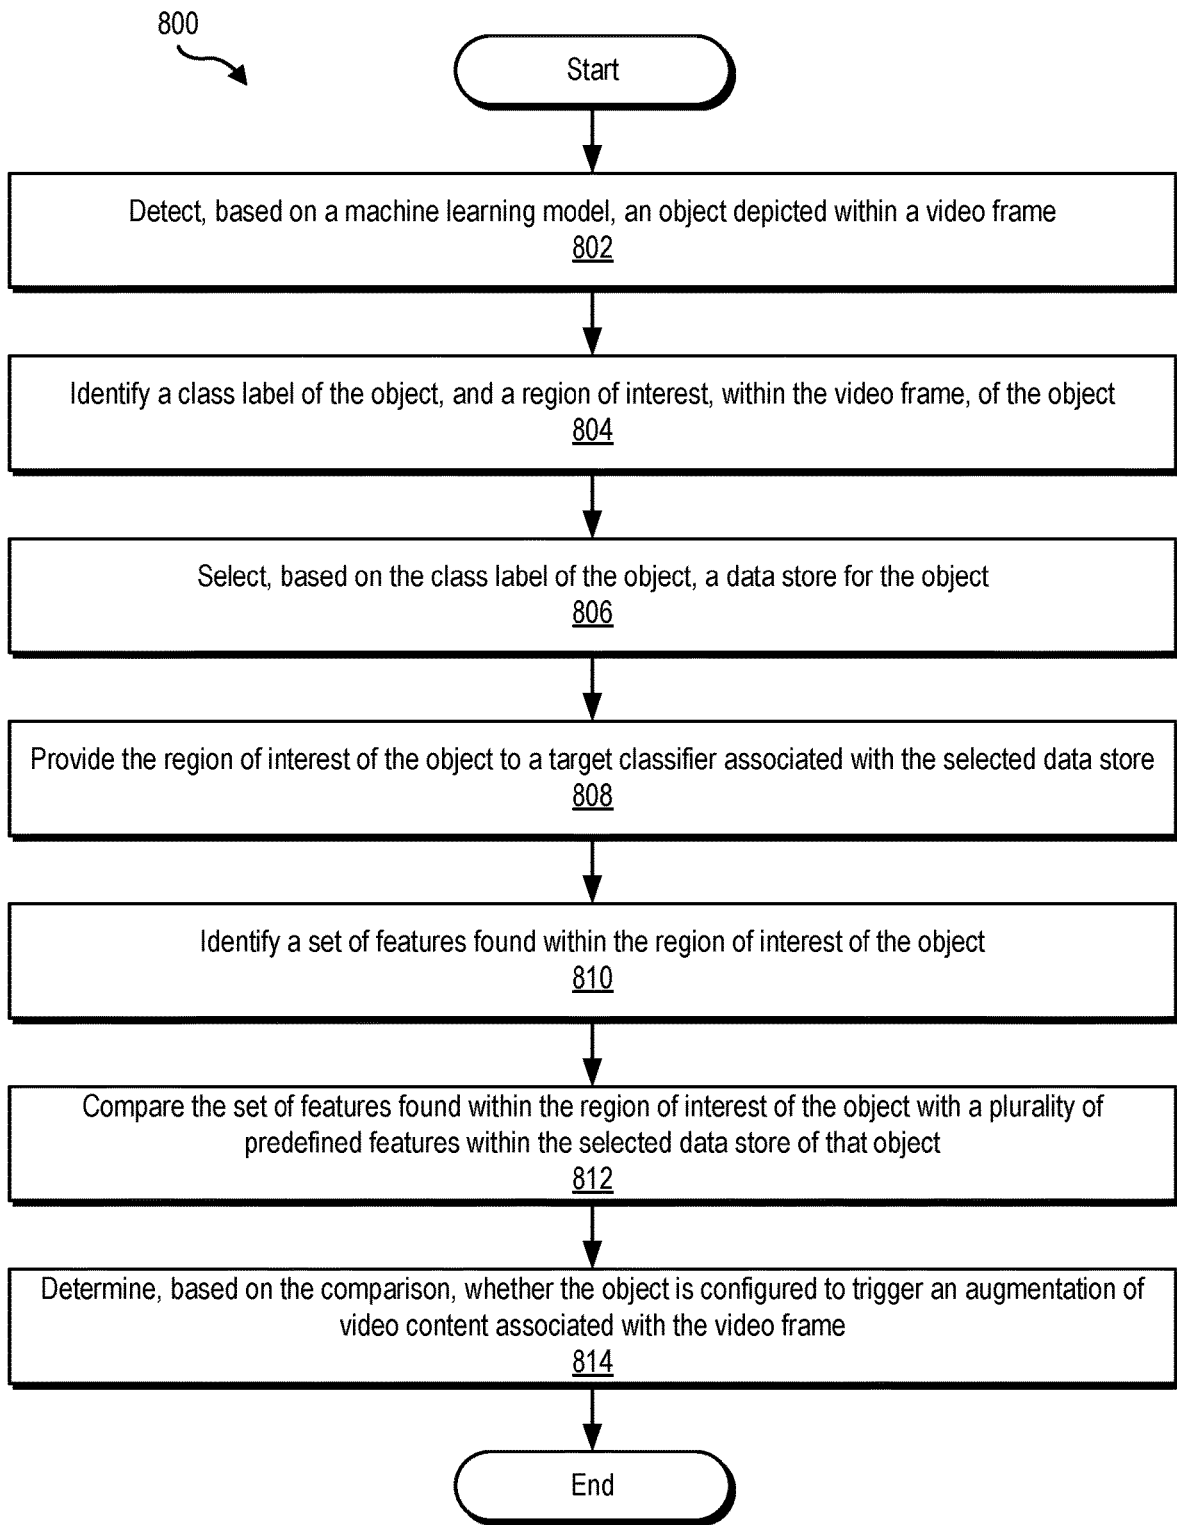 800
Start
Detect, based on a machine learning model, an object depicted within a video frame
802
Identify a class label of the object, and a region of interest, within the video frame, of the object
804
Select, based on the class label of the object, a data store for the object
806
Provide the region of interest of the object to a target classifier associated with the selected data store
808
Identify a set of features found within the region of interest of the object
810
Compare the set of features found within the region of interest of the object with a plurality of
predefined features within the selected data store of that object
812
Determine, based on the comparison, whether the object is configured to trigger an augmentation of
video content associated with the video frame
814
End